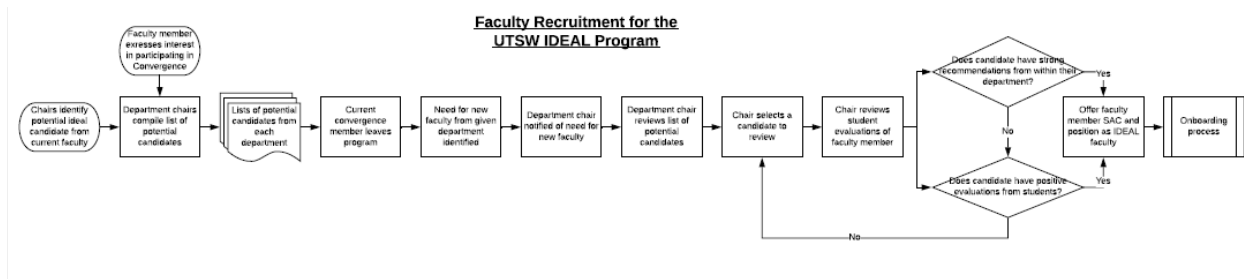 Faculty Recruitment for the
UTSW IDEAL Program
Faculty member
exresses interest
in participating in
Convergence
Chairs identify
potential ideal
candidate from
current faculty
Department chairs
compile list of
potential
candidates
Lists of potential
candidates from
each
department
Current
convergence
member leaves
program
Need for new
faculty from given
department
identified
Department chair
notified of need for
new faculty
Department chair
reviews list of
potential
candidates
Chair selects a
candidate to
review
Chair reviews
student
evaluations of
faculty member
Does candidate have strong
recommendations from within their
department?
Yes
No
Does candidate have positive
evaluations from students?
Yes
No
Offer faculty
member SAC and
position as IDEAL
faculty
Onboarding
process